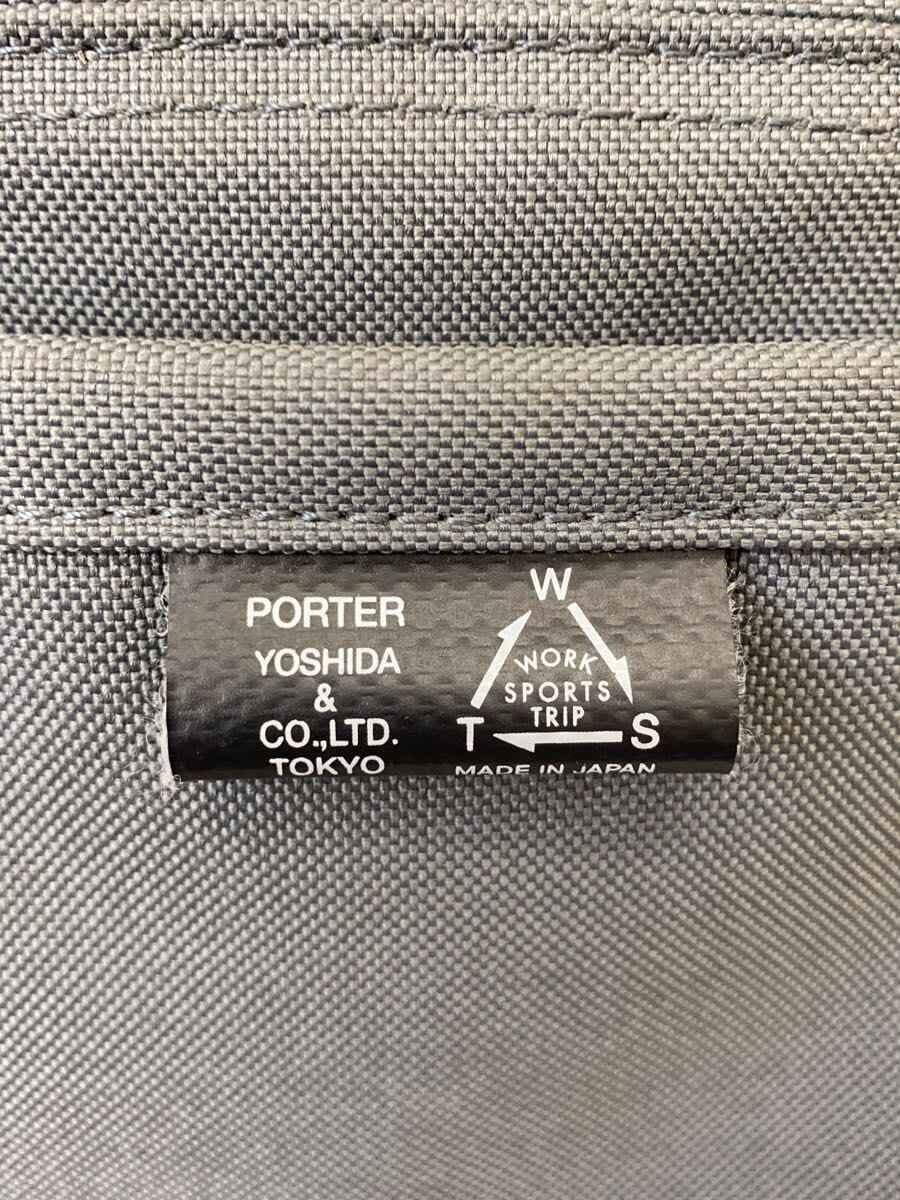 PORTER
YOSHIDA
&
CO.,LTD.
TOKYO
W
WORK
SPORTS
TRIP
T S
MADE IN JAPAN